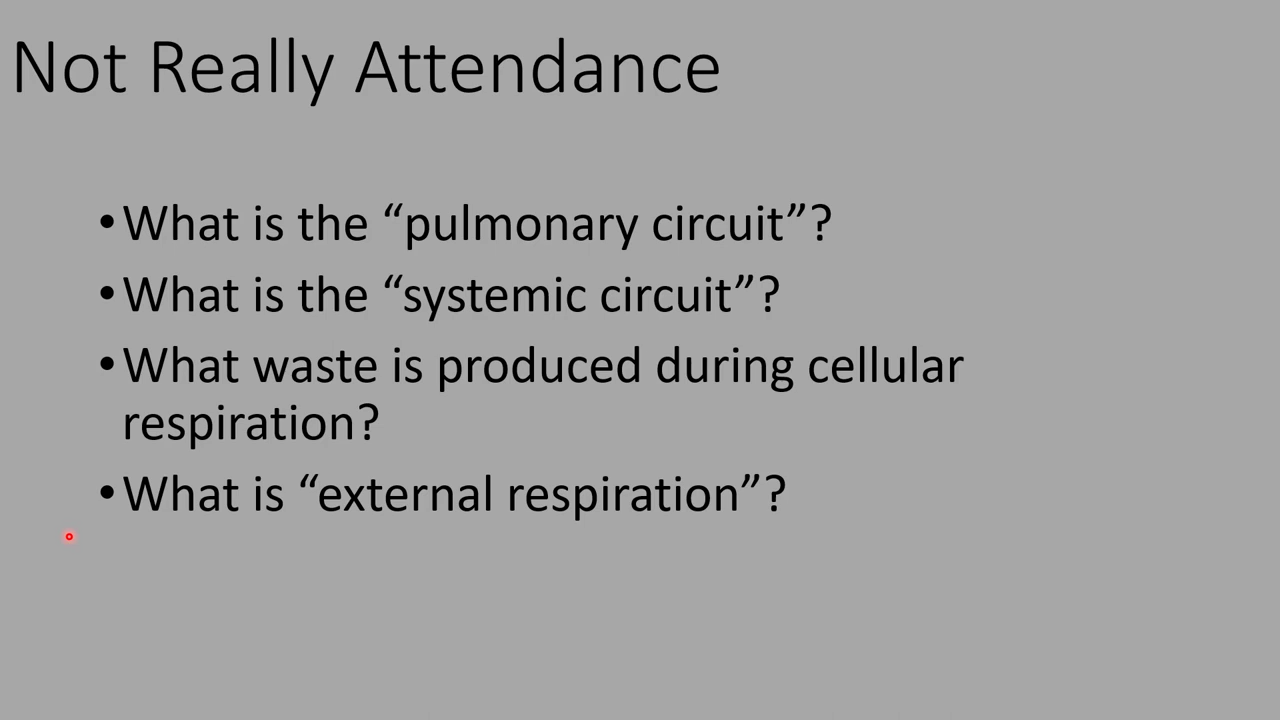 Not Really Attendance
•What is the “pulmonary circuit”?
•What is the “systemic circuit”?
•What waste is produced during cellular
respiration?
•What is “external respiration”?